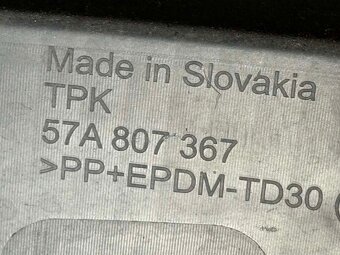 Made in Slovakia
TPK
57A 807 367
>PP+EPDM-TD30